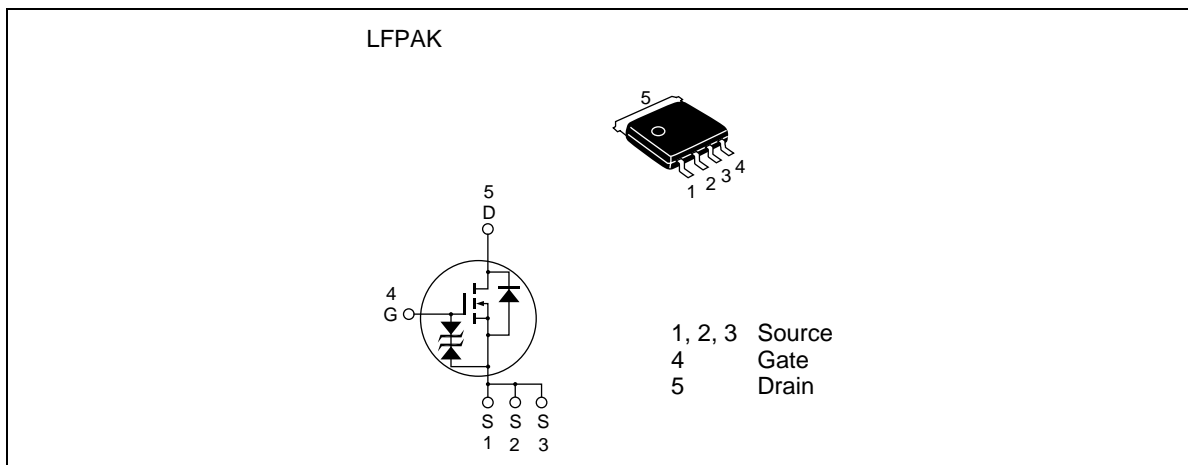 LFPAK
5
1 2 3 4
5
D
4
G
S S S
1 2 3
1, 2, 3 Source
4 Gate
5 Drain